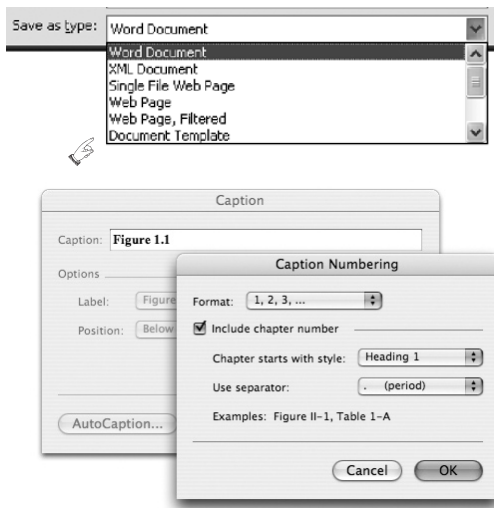 Save as type: Word Document
Word Document
XML Document
Single File Web Page
Web Page
Web Page, Filtered
Document Template
Caption
Caption: Figure 1.1
Options
Label: Figure
Position: Below
AutoCaption...
Caption Numbering
Format: 1, 2, 3, ...
Include chapter number
Chapter starts with style: Heading 1
Use separator: . (period)
Examples: Figure II-1, Table 1-A
Cancel OK